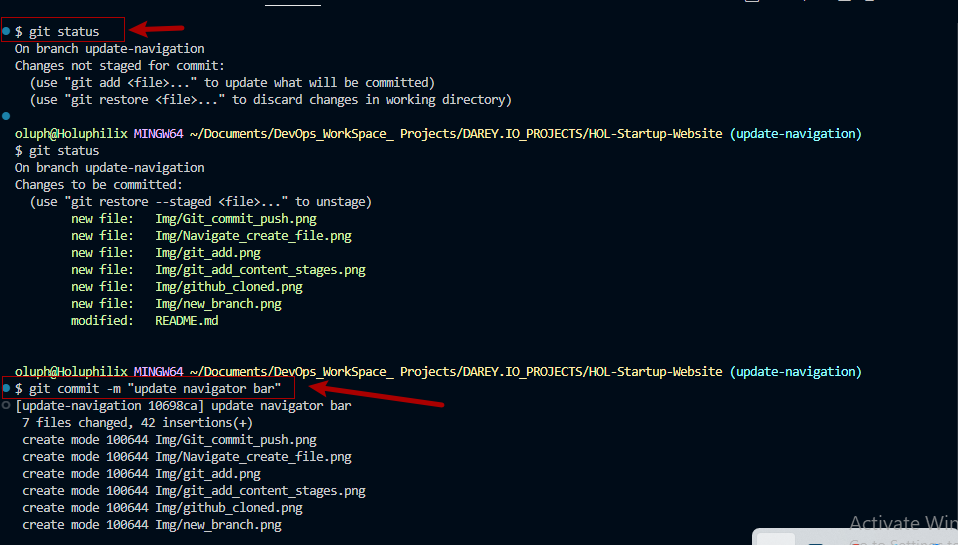 $ git status
On branch update-navigation
Changes not staged for commit:
  (use "git add <file>..." to update what will be committed)
  (use "git restore <file>..." to discard changes in working directory)
oluph@Holuphilix MINGW64 ~/Documents/DevOps_WorkSpace_ Projects/DAREY.IO_PROJECTS/HOL-Startup-Website (update-navigation)
$ git status
On branch update-navigation
Changes to be committed:
  (use "git restore --staged <file>..." to unstage)
        new file:   Img/Git_commit_push.png
        new file:   Img/Navigate_create_file.png
        new file:   Img/git_add.png
        new file:   Img/git_add_content_stages.png
        new file:   Img/github_cloned.png
        new file:   Img/new_branch.png
        modified:   README.md
oluph@Holuphilix MINGW64 ~/Documents/DevOps_WorkSpace_ Projects/DAREY.IO_PROJECTS/HOL-Startup-Website (update-navigation)
$ git commit -m "update navigator bar"
[update-navigation 10698ca] update navigator bar
 7 files changed, 42 insertions(+)
 create mode 100644 Img/Git_commit_push.png
 create mode 100644 Img/Navigate_create_file.png
 create mode 100644 Img/git_add.png
 create mode 100644 Img/git_add_content_stages.png
 create mode 100644 Img/github_cloned.png
 create mode 100644 Img/new_branch.png
Activate Win